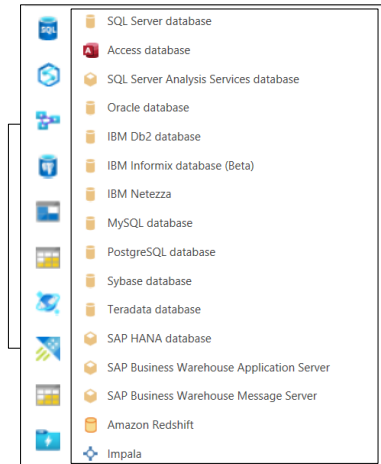 SQL
SQL Server database
A
Access database
SQL Server Analysis Services database
Oracle database
IBM Db2 database
IBM Informix database (Beta)
IBM Netezza
MySQL database
PostgreSQL database
Sybase database
Teradata database
SAP HANA database
SAP Business Warehouse Application Server
SAP Business Warehouse Message Server
Amazon Redshift
Impala